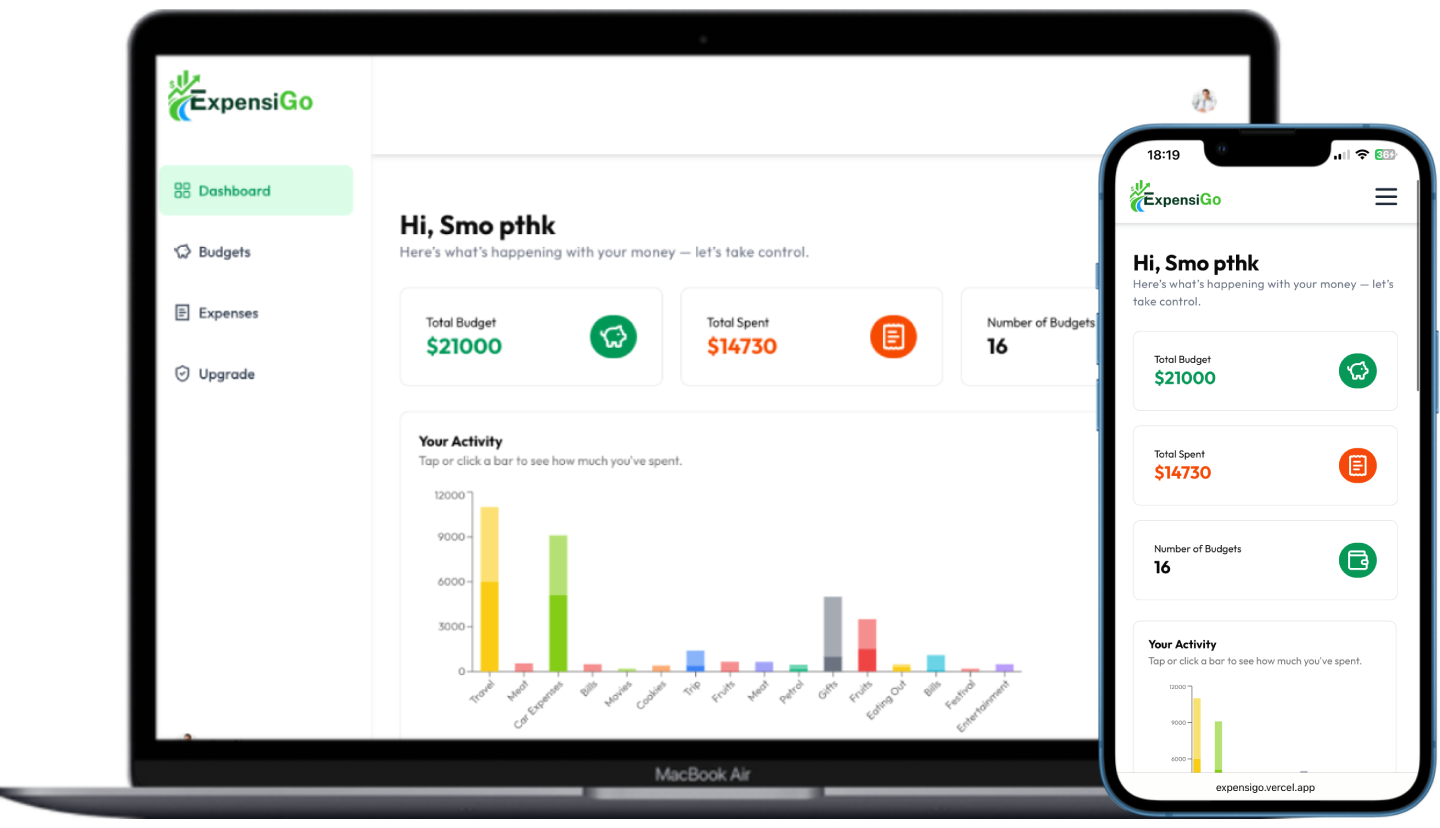 ExpensiGo
Dashboard
Budgets
Expenses
Upgrade
Hi, Smo pthk
Here's what's happening with your money — let's take control.
Total Budget
$21000
Total Spent
$14730
Number of Budgets
16
Your Activity
Tap or click a bar to see how much you've spent.
12000
9000
6000
3000
0
Travel
Meat
Car Expenses
Bills
Movies
Cookies
Trip
Fruits
Meat
Petrol
Gifts
Fruits
Eating Out
Bills
Festival
Entertainment
MacBook Air
18:19
36
ExpensiGo
Hi, Smo pthk
Here's what's happening with your money — let's
take control.
Total Budget
$21000
Total Spent
$14730
Number of Budgets
16
Your Activity
Tap or click a bar to see how much you've spent.
12000
9000
6000
expensigo.vercel.app